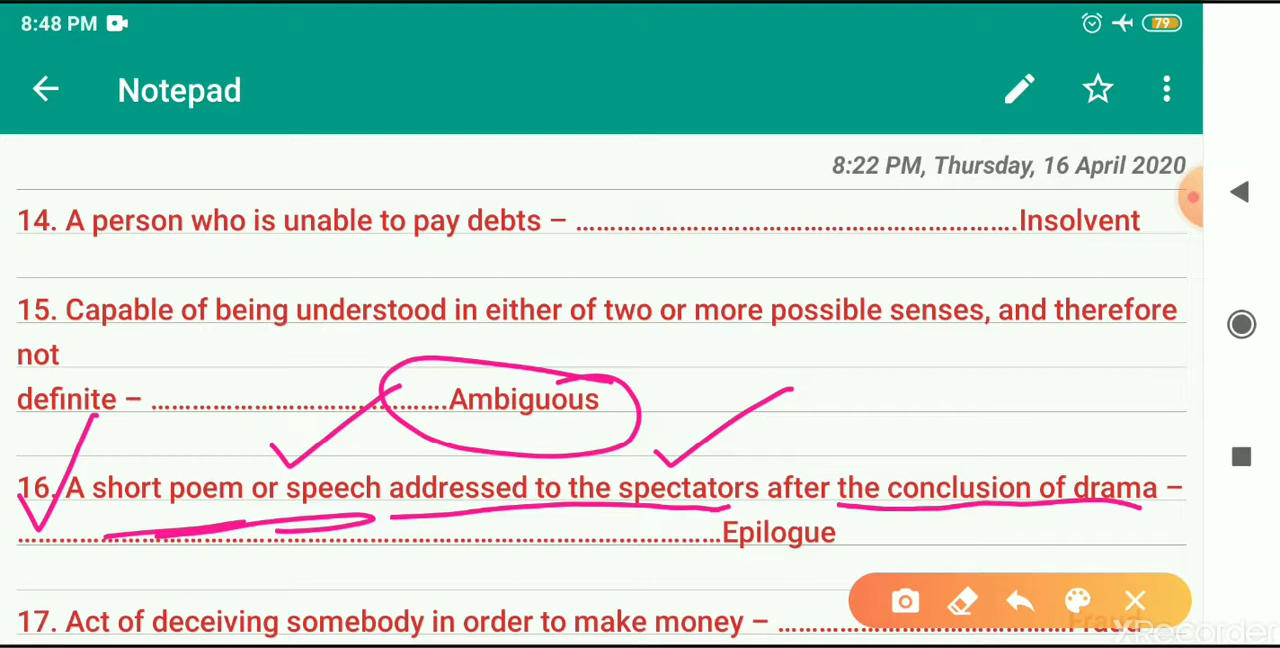 8:48 PM 79
Notepad
8:22 PM, Thursday, 16 April 2020
14. A person who is unable to pay debts – ……………………………………………………….Insolvent
15. Capable of being understood in either of two or more possible senses, and therefore
not
definite – …………………………………….Ambiguous
16. A short poem or speech addressed to the spectators after the conclusion of drama –
……………………………………………………………………………………….Epilogue
17. Act of deceiving somebody in order to make money – …………………………………….Fraud
XRecorder